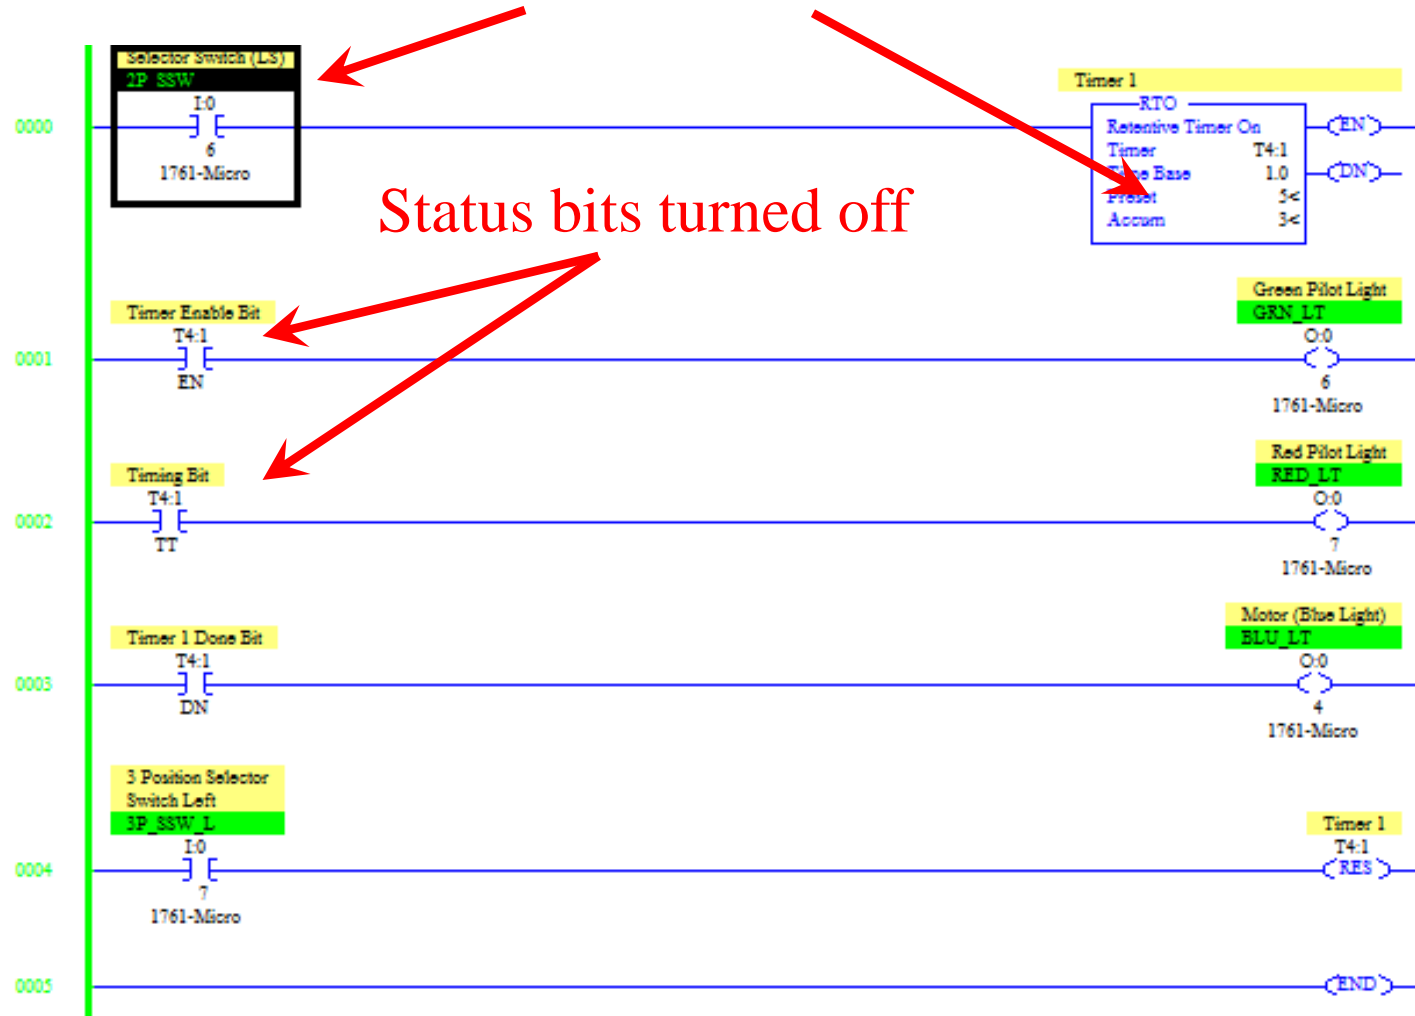 Selector Switch (LS)
2P_SSW
I:0
6
1761-Micro
0000
Timer 1
RTO
Retentive Timer On
Timer T4:1
Time Base 1.0
Preset 5<
Accum 3<
EN
DN
Status bits turned off
Timer Enable Bit
T4:1
EN
0001
Green Pilot Light
GRN_LT
O:0
6
1761-Micro
Timing Bit
T4:1
TT
0002
Red Pilot Light
RED_LT
O:0
7
1761-Micro
Timer 1 Done Bit
T4:1
DN
0003
Motor (Blue Light)
BLU_LT
O:0
4
1761-Micro
3 Position Selector
Switch Left
3P_SSW_L
I:0
7
1761-Micro
0004
Timer 1
T4:1
RES
0005
END